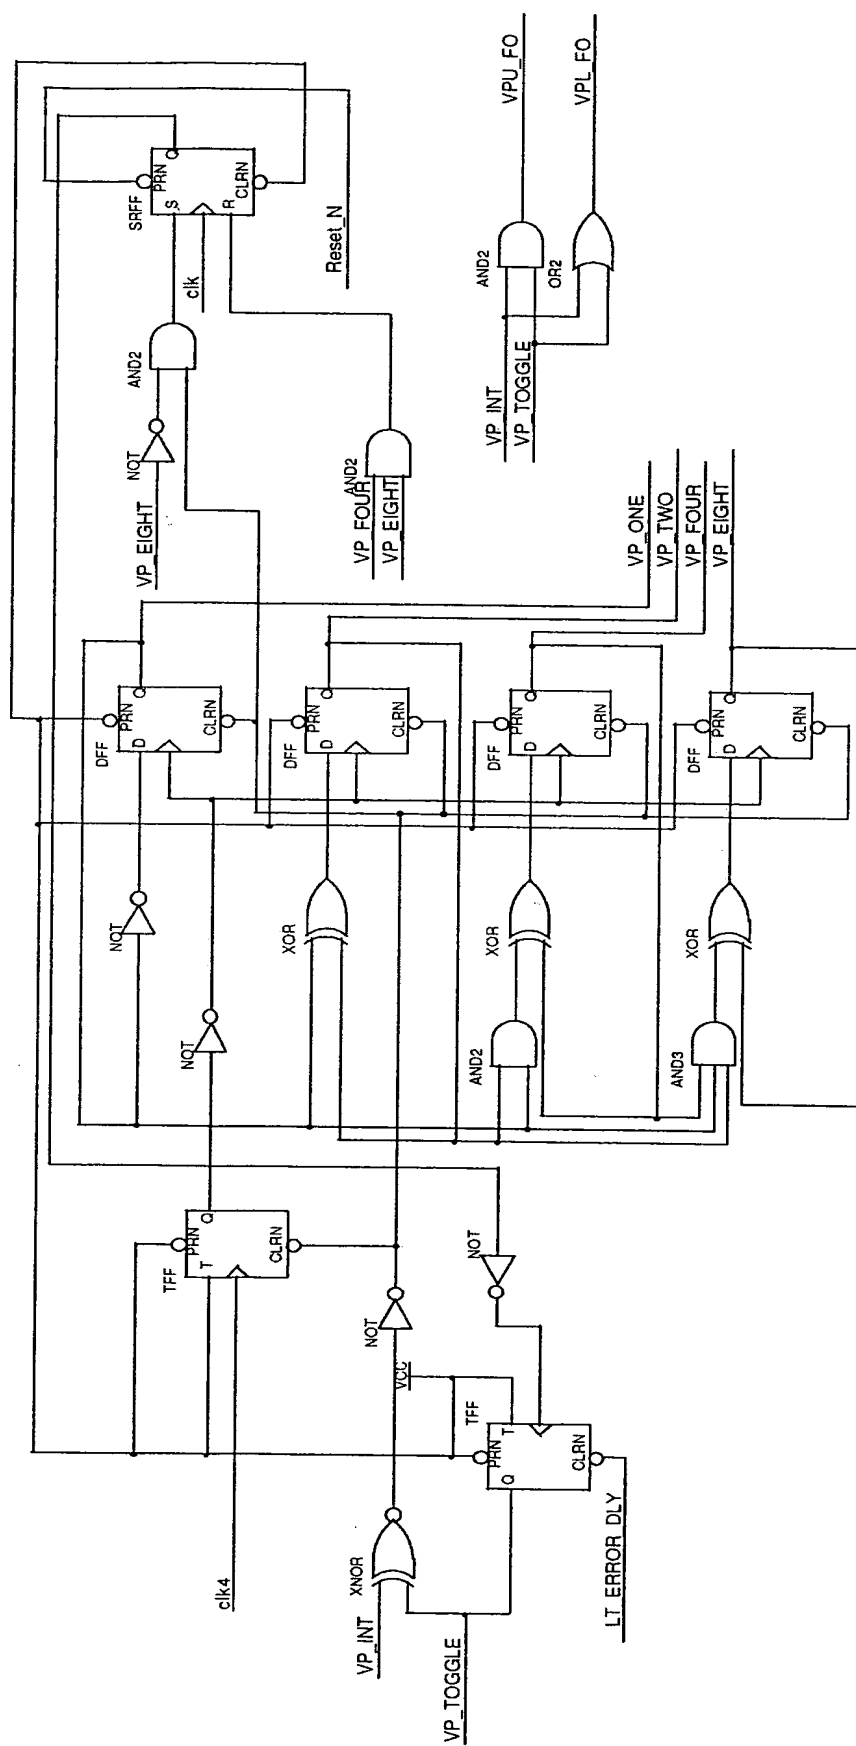 TFF
PRN
T
Q
CLRN
clk4
NOT
NOT
DFF
PRN
D
Q
CLRN
VP_EIGHT
NOT
AND2
SRFF
PRN
S
Q
R
CLRN
clk
Reset_N
VP_FOUR
VP_EIGHT
AND2
XNOR
VP_INT
VP_TOGGLE
NOT
VCC
XOR
DFF
PRN
D
Q
CLRN
TFF
PRN
Q
T
CLRN
NOT
LT_ERROR_DLY
AND2
XOR
DFF
PRN
D
Q
CLRN
AND3
XOR
DFF
PRN
D
Q
CLRN
VP_ONE
VP_TWO
VP_FOUR
VP_EIGHT
VP_INT
VP_TOGGLE
AND2
OR2
VPU_FO
VPL_FO